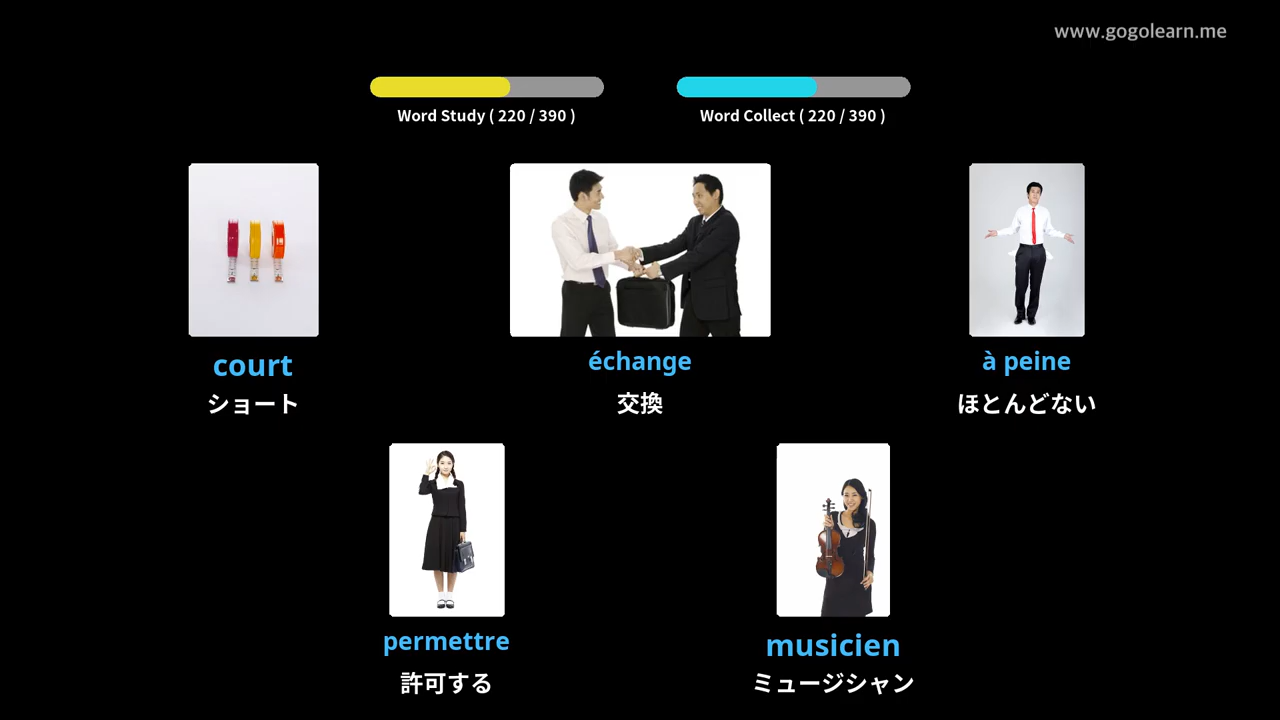 www.gogolearn.me
Word Study ( 220 / 390 )
Word Collect ( 220 / 390 )
court
ショート
échange
交換
à peine
ほとんどない
permettre
許可する
musicien
ミュージシャン